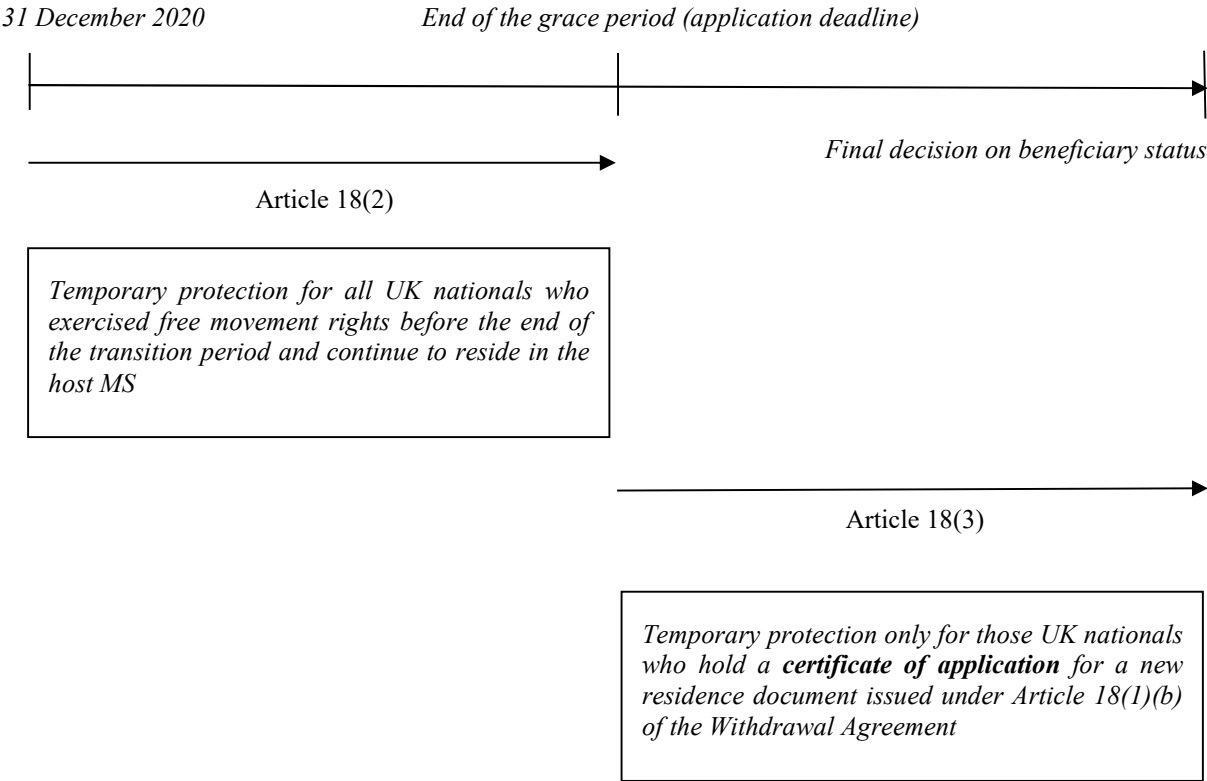 31 December 2020
End of the grace period (application deadline)
Final decision on beneficiary status
Article 18(2)
Temporary protection for all UK nationals who
exercised free movement rights before the end of
the transition period and continue to reside in the
host MS
Article 18(3)
Temporary protection only for those UK nationals
who hold a certificate of application for a new
residence document issued under Article 18(1)(b)
of the Withdrawal Agreement